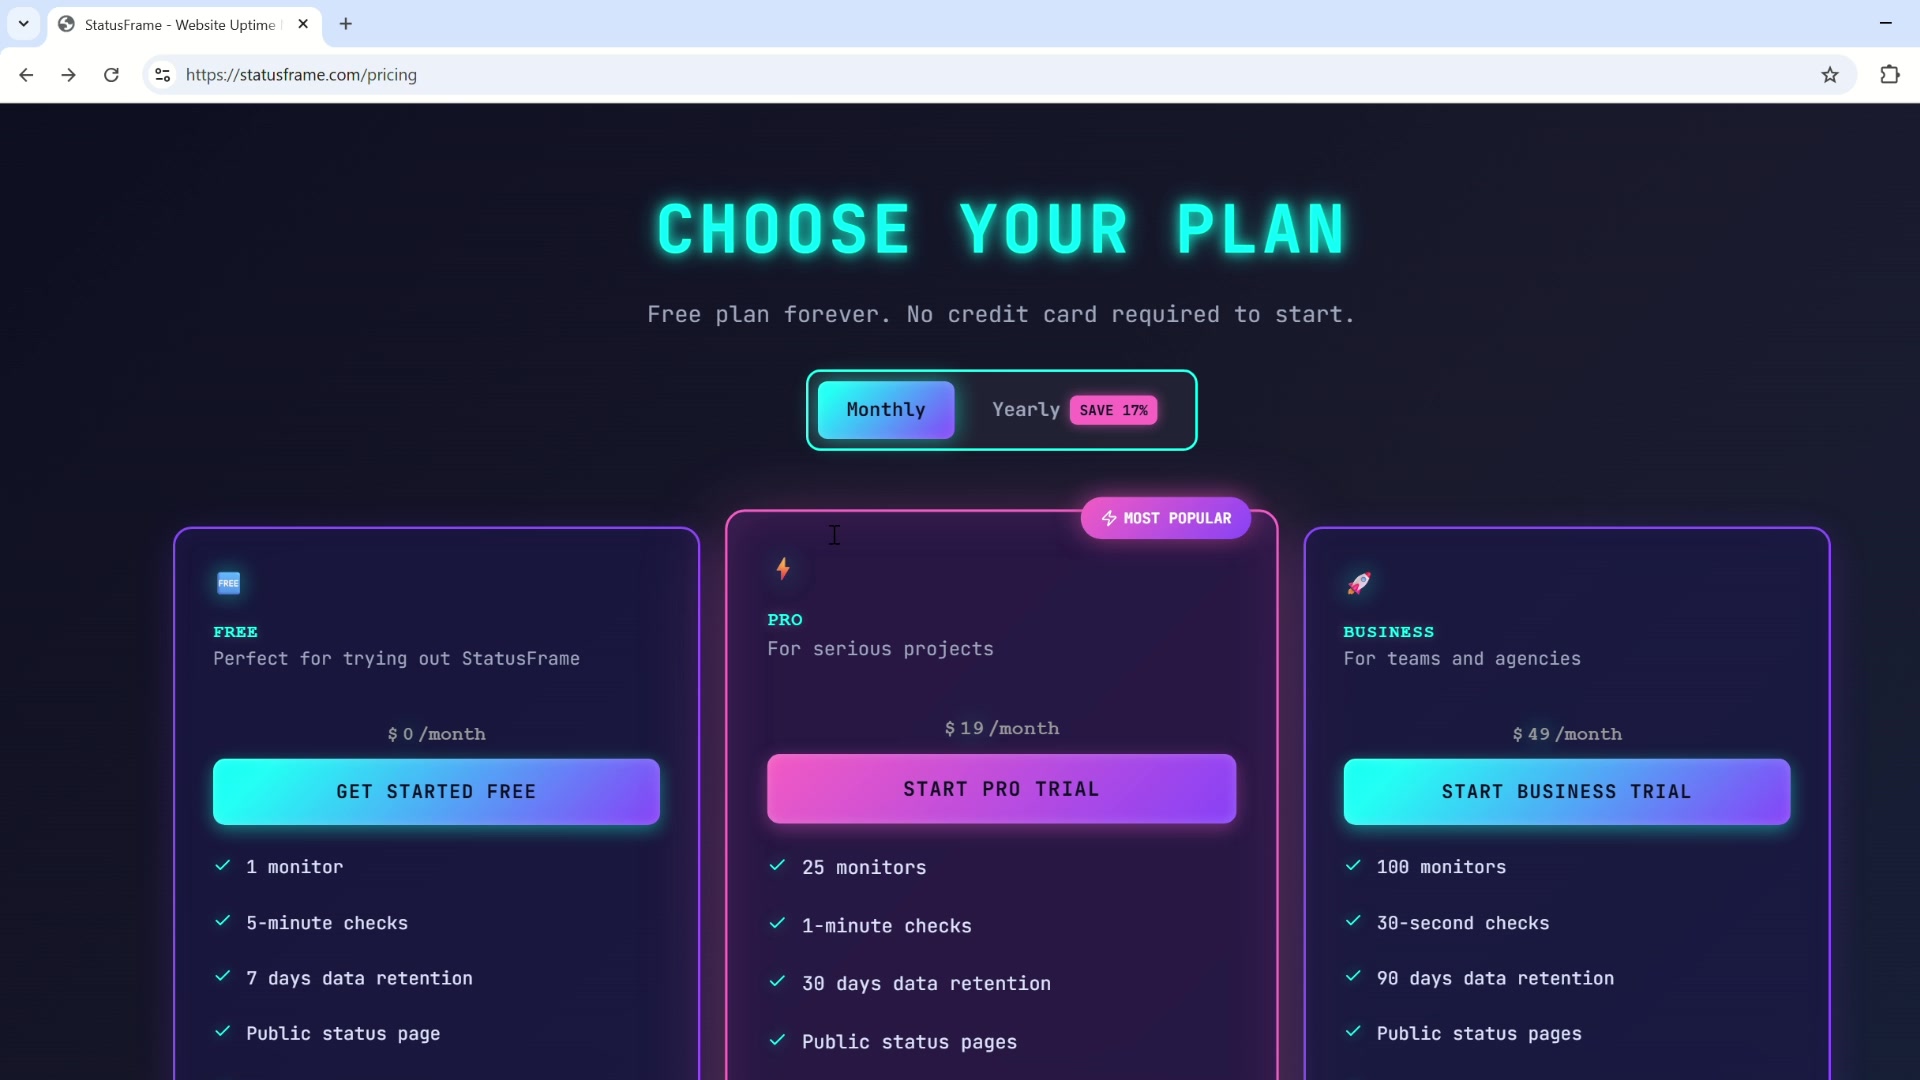 StatusFrame - Website Uptime
https://statusframe.com/pricing
CHOOSE YOUR PLAN
Free plan forever. No credit card required to start.
Monthly
Yearly SAVE 17%
MOST POPULAR
FREE
FREE
Perfect for trying out StatusFrame
$0/month
GET STARTED FREE
1 monitor
5-minute checks
7 days data retention
Public status page
PRO
For serious projects
$19/month
START PRO TRIAL
25 monitors
1-minute checks
30 days data retention
Public status pages
BUSINESS
For teams and agencies
$49/month
START BUSINESS TRIAL
100 monitors
30-second checks
90 days data retention
Public status pages